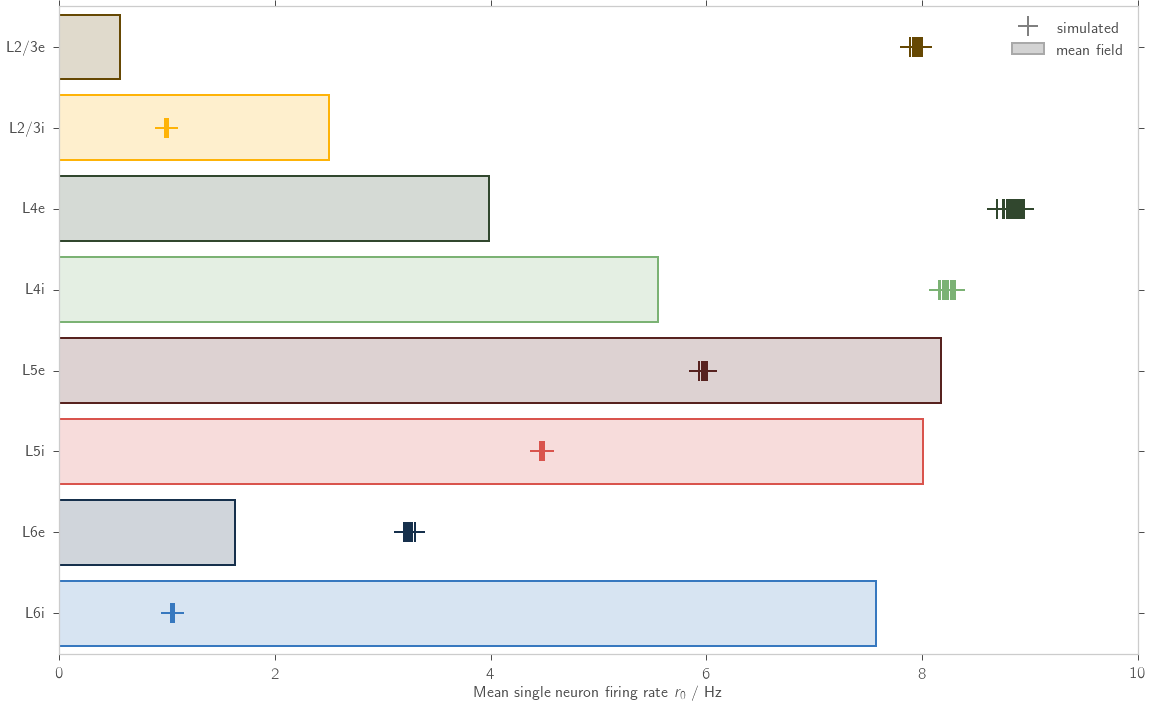 L2/3e
L2/3i
L4e
L4i
L5e
L5i
L6e
L6i
simulated
mean field
0 2 4 6 8 10
Mean single neuron firing rate r₀ / Hz